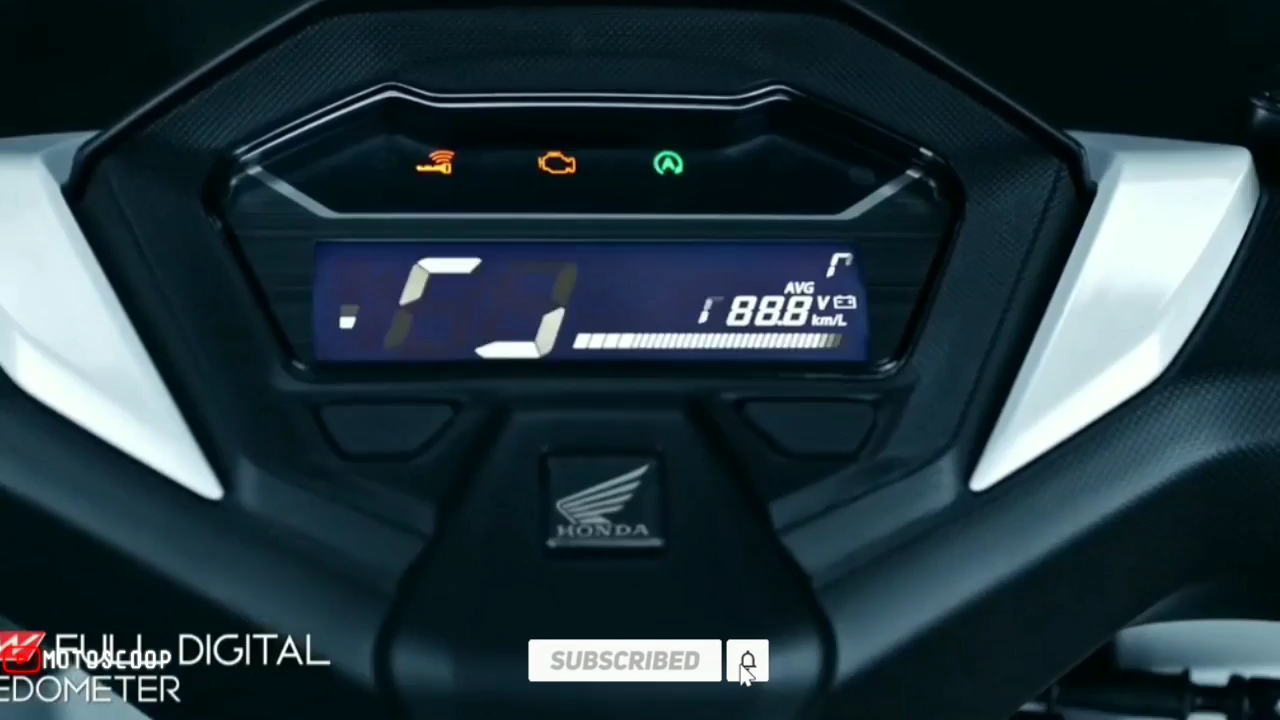 AVG
88.8 V
km/L
HONDA
FULL DIGITAL
MOTOSCOOP
EDOMETER
SUBSCRIBED